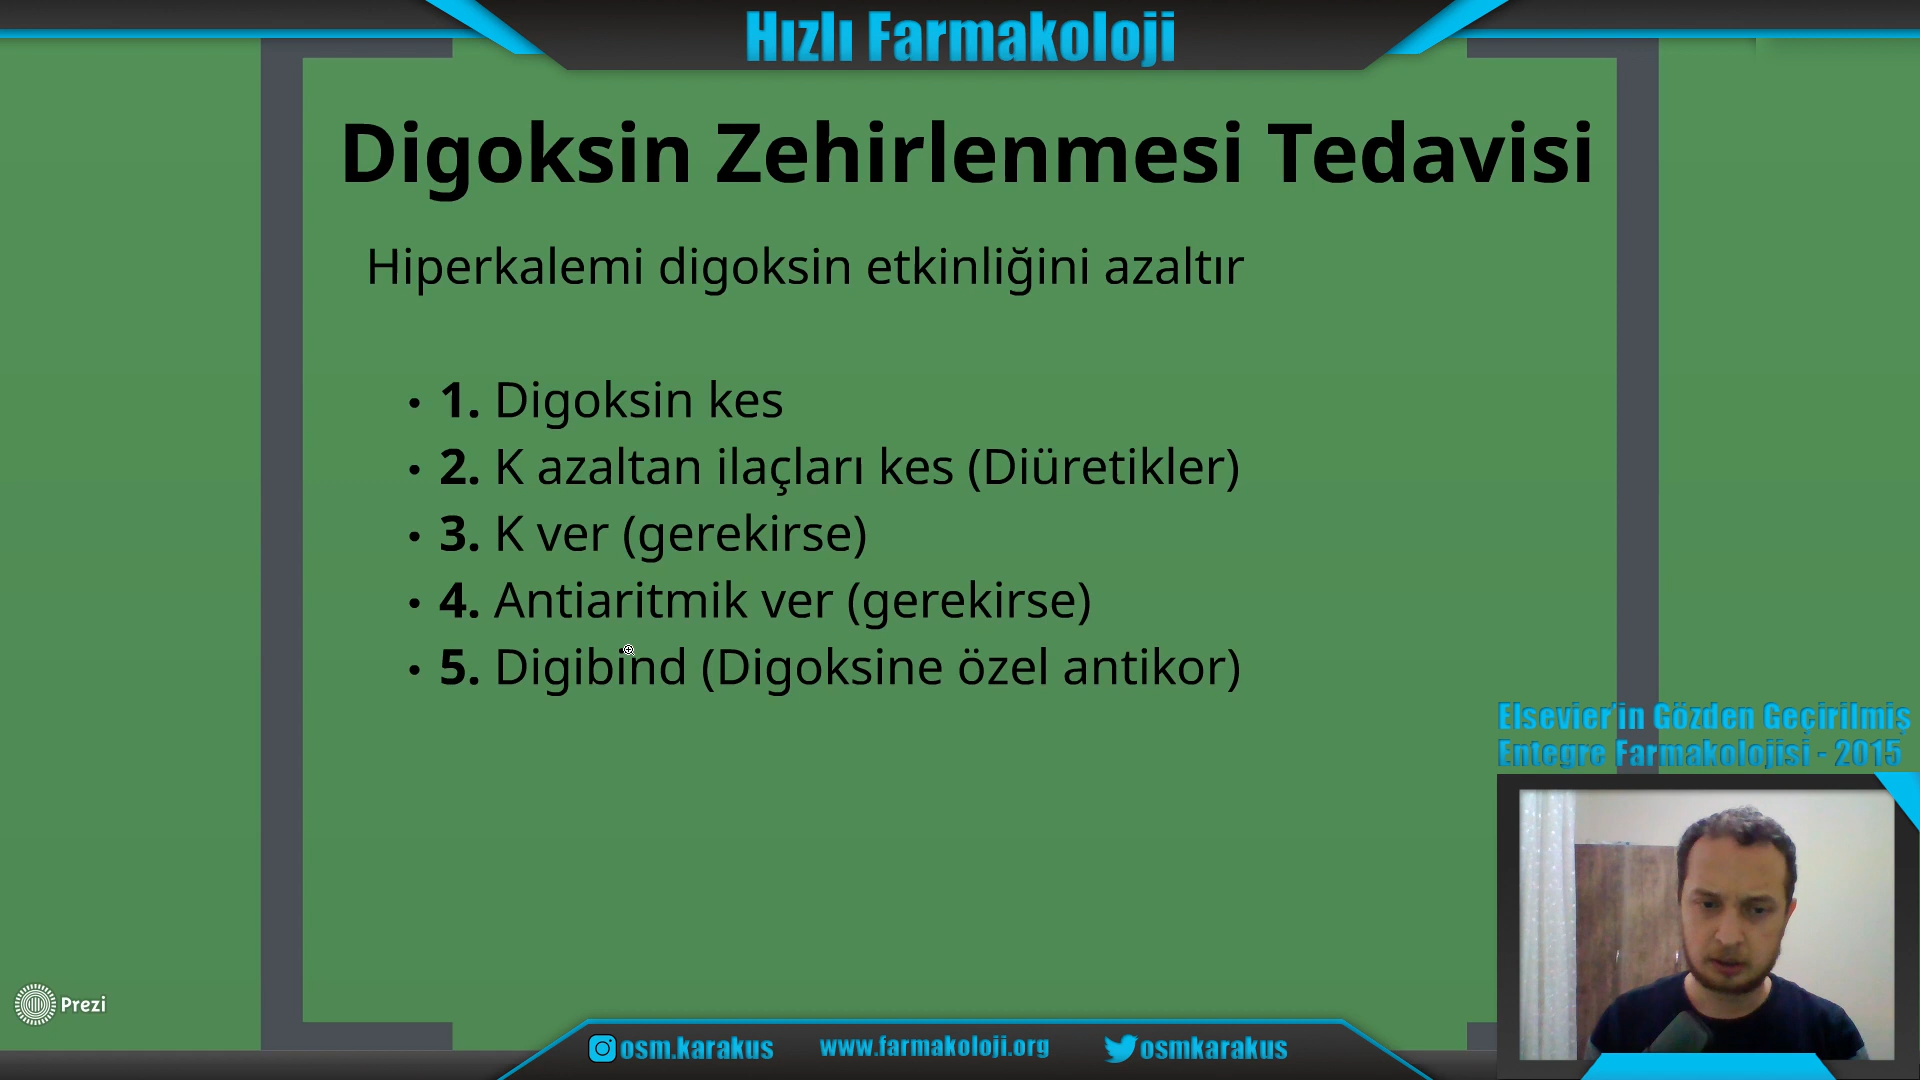 Hızlı Farmakoloji
Digoksin Zehirlenmesi Tedavisi
Hiperkalemi digoksin etkinliğini azaltır
• 1. Digoksin kes
• 2. K azaltan ilaçları kes (Diüretikler)
• 3. K ver (gerekirse)
• 4. Antiaritmik ver (gerekirse)
• 5. Digibind (Digoksine özel antikor)
Elsevier'in Gözden Geçirilmiş
Entegre Farmakolojisi - 2015
Prezi
osm.karakus www.farmakoloji.org osmkarakus